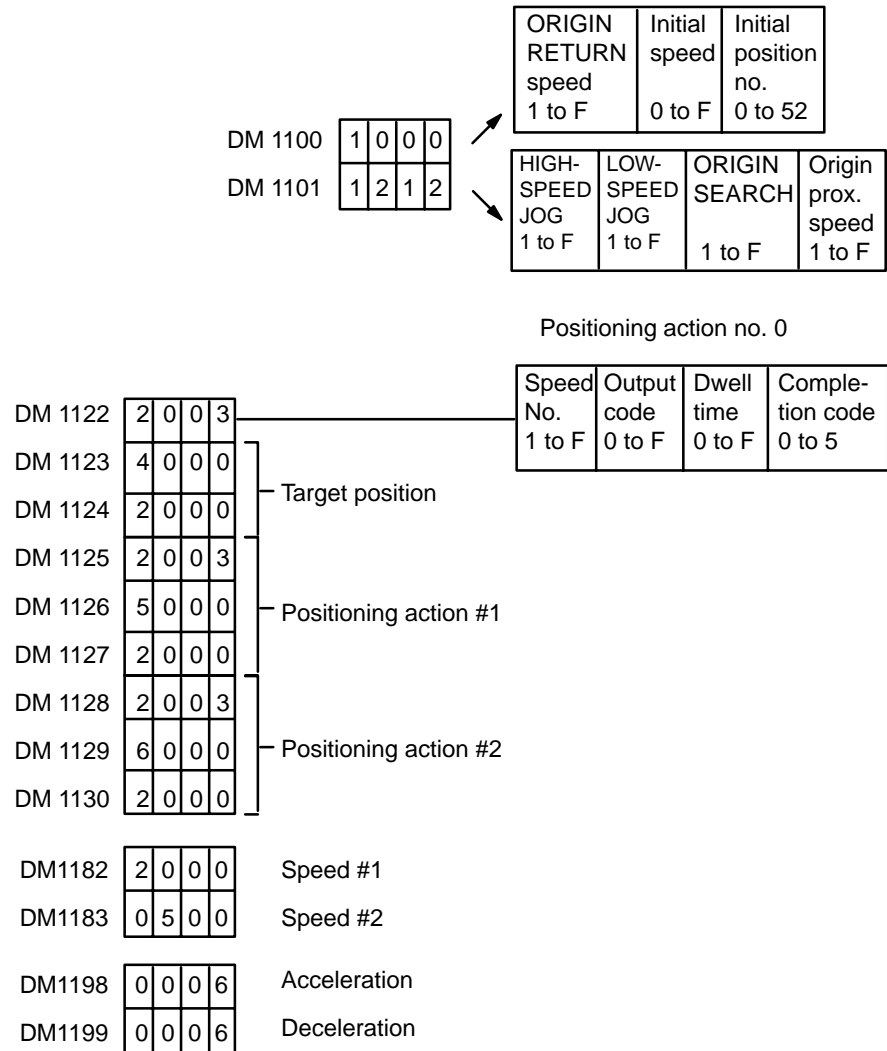 ORIGIN RETURN speed 1 to F
Initial speed 0 to F
Initial position no. 0 to 52
DM 1100 1 0 0 0
DM 1101 1 2 1 2
HIGH-SPEED JOG 1 to F
LOW-SPEED JOG 1 to F
ORIGIN SEARCH 1 to F
Origin prox. speed 1 to F
Positioning action no. 0
Speed No. 1 to F
Output code 0 to F
Dwell time 0 to F
Comple-tion code 0 to 5
DM 1122 2 0 0 3
DM 1123 4 0 0 0
Target position
DM 1124 2 0 0 0
DM 1125 2 0 0 3
DM 1126 5 0 0 0 Positioning action #1
DM 1127 2 0 0 0
DM 1128 2 0 0 3
DM 1129 6 0 0 0 Positioning action #2
DM 1130 2 0 0 0
DM1182 2 0 0 0 Speed #1
DM1183 0 5 0 0 Speed #2
DM1198 0 0 0 6 Acceleration
DM1199 0 0 0 6 Deceleration